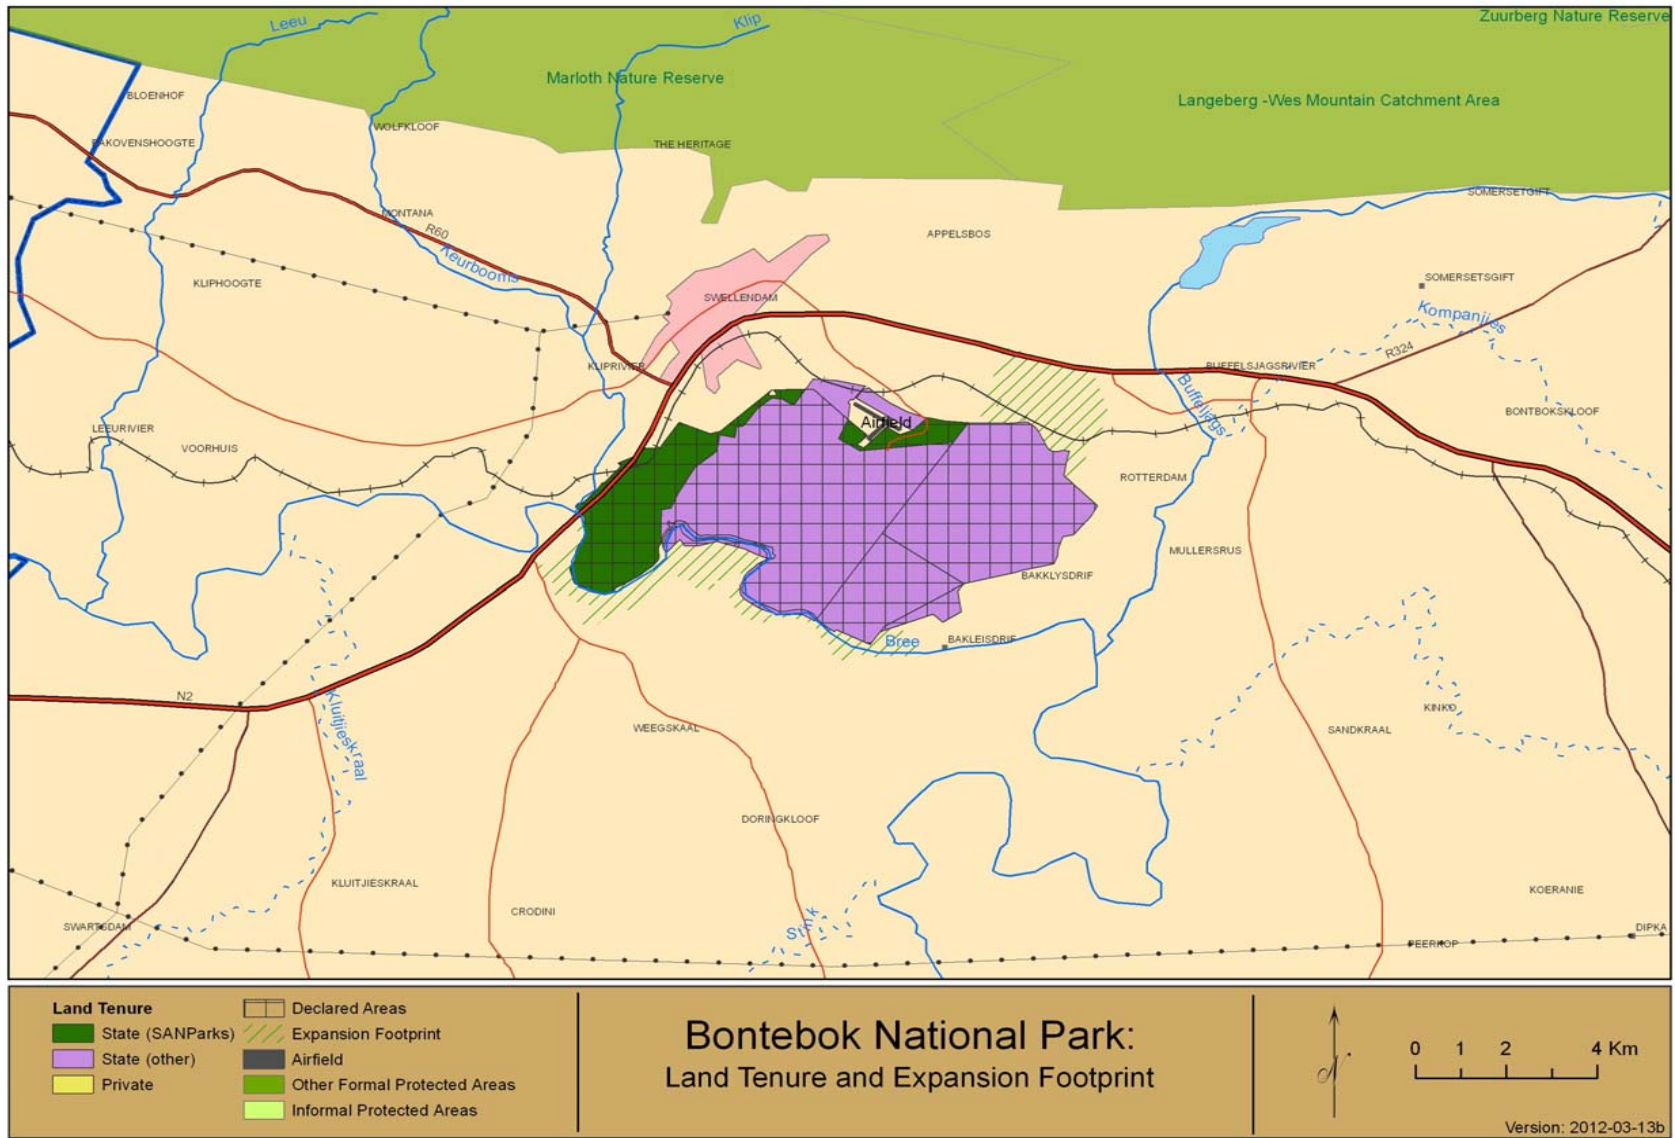 Zuurberg Nature Reserve
Leeu
Klip
Marloth Nature Reserve
Langeberg -Wes Mountain Catchment Area
BLOENHOF
BAKOVENSHOOGTE
WOLFKLOOF
THE HERITAGE
SOMERSETGIFT
MONTANA
R60
APPELSBOS
Keurbooms
KLIPHOOGTE
SWELLENDAM
SOMERSETSGIFT
Kompanjies
R324
KLIPRIVIER
BUFFELSJAGSRIVIER
Buffeljags
BONTBOKSKLOOF
LEEURIVIER
VOORHUIS
Airfield
ROTTERDAM
MULLERSRUS
BAKKLYSDRIF
Bree
BAKLEISDRIF
N2
Kluitjieskraal
WEEGSKAAL
KINKO
SANDKRAAL
DORINGKLOOF
KLUITJIESKRAAL
CRODINI
KOERANIE
SWARTSDAM
Stink
PEERKOP
DIPKA
Land Tenure
State (SANParks)
State (other)
Private
Declared Areas
Expansion Footprint
Airfield
Other Formal Protected Areas
Informal Protected Areas
Bontebok National Park:
Land Tenure and Expansion Footprint
N
0 1 2 4 Km
Version: 2012-03-13b